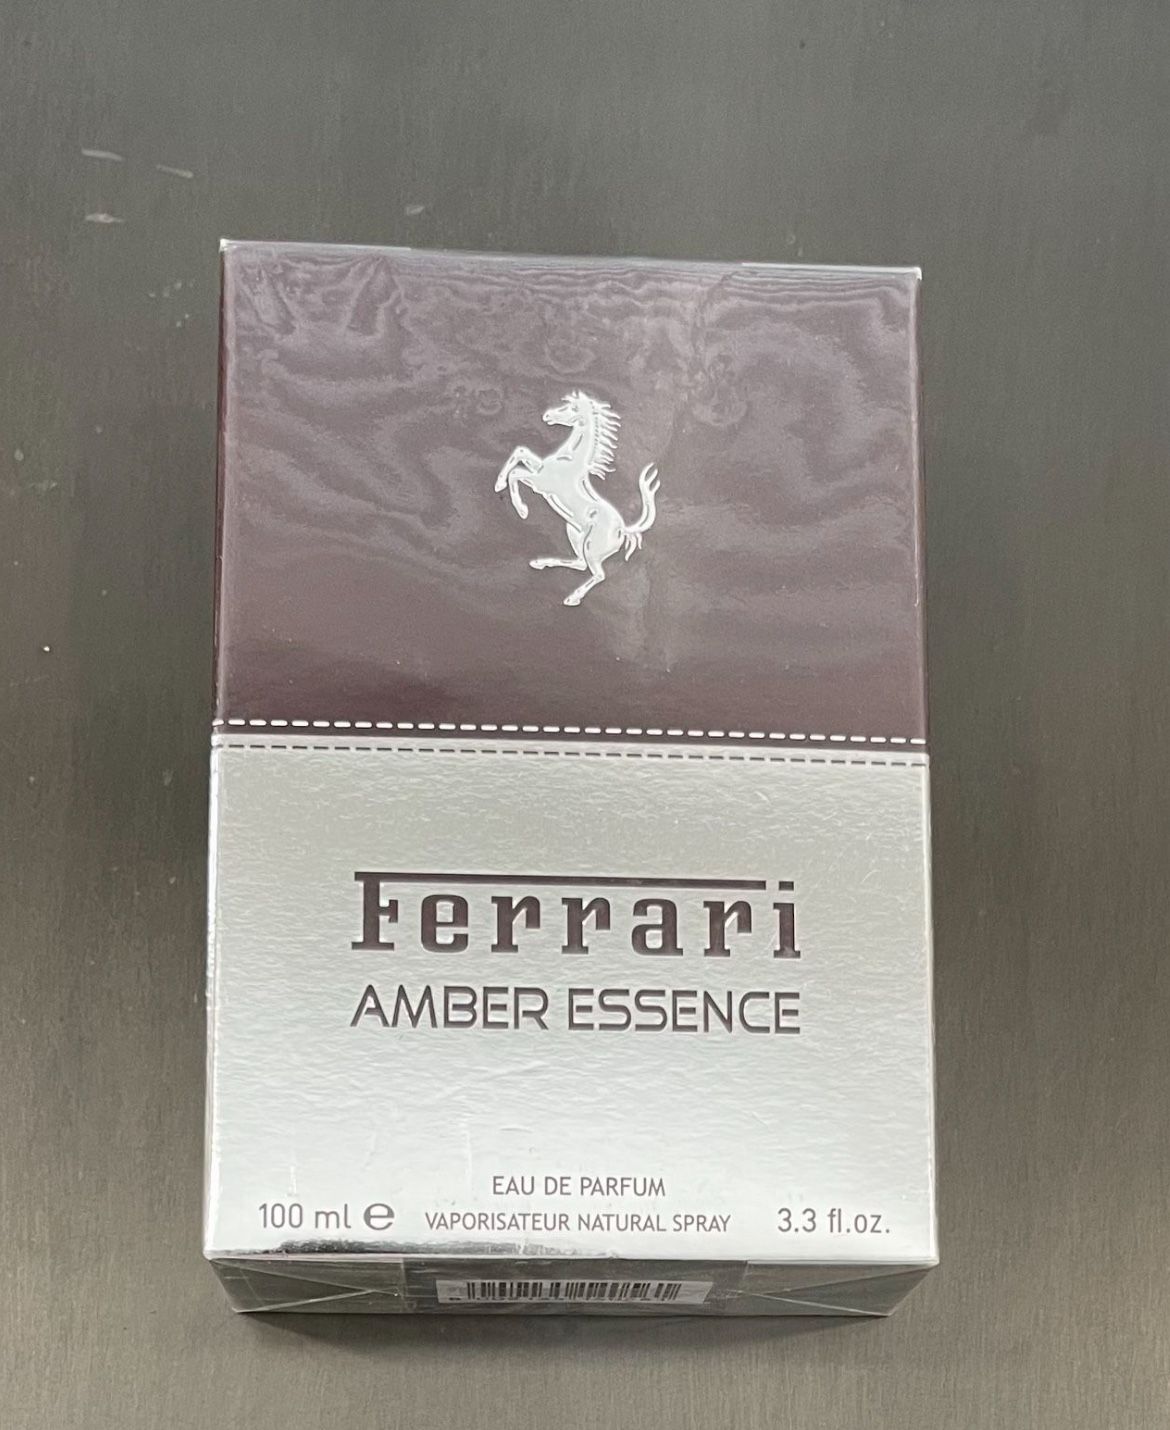 Ferrari
AMBER ESSENCE
EAU DE PARFUM
100 ml ℮ VAPORISATEUR NATURAL SPRAY 3.3 fl.oz.